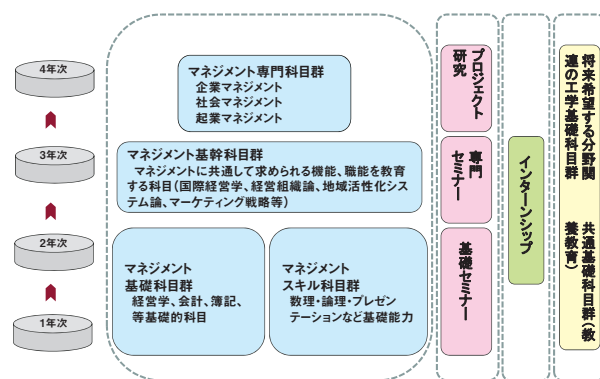 4年次
3年次
2年次
1年次
マネジメント専門科目群
企業マネジメント
社会マネジメント
起業マネジメント
マネジメント基幹科目群
マネジメントに共通して求められる機能、職能を教育
する科目(国際経営学、経営組織論、地域活性化シス
テム論、マーケティング戦略等)
マネジメント
基礎科目群
経営学、会計、簿記、
等基礎的科目
マネジメント
スキル科目群
数理・論理・プレゼン
テーションなど基礎能力
プロジェクト
研究
専門
セミナー
基礎セミナー
インターンシップ
将来希望する分野関
連の工学基礎科目群
共通基礎科目群(教
養教育)